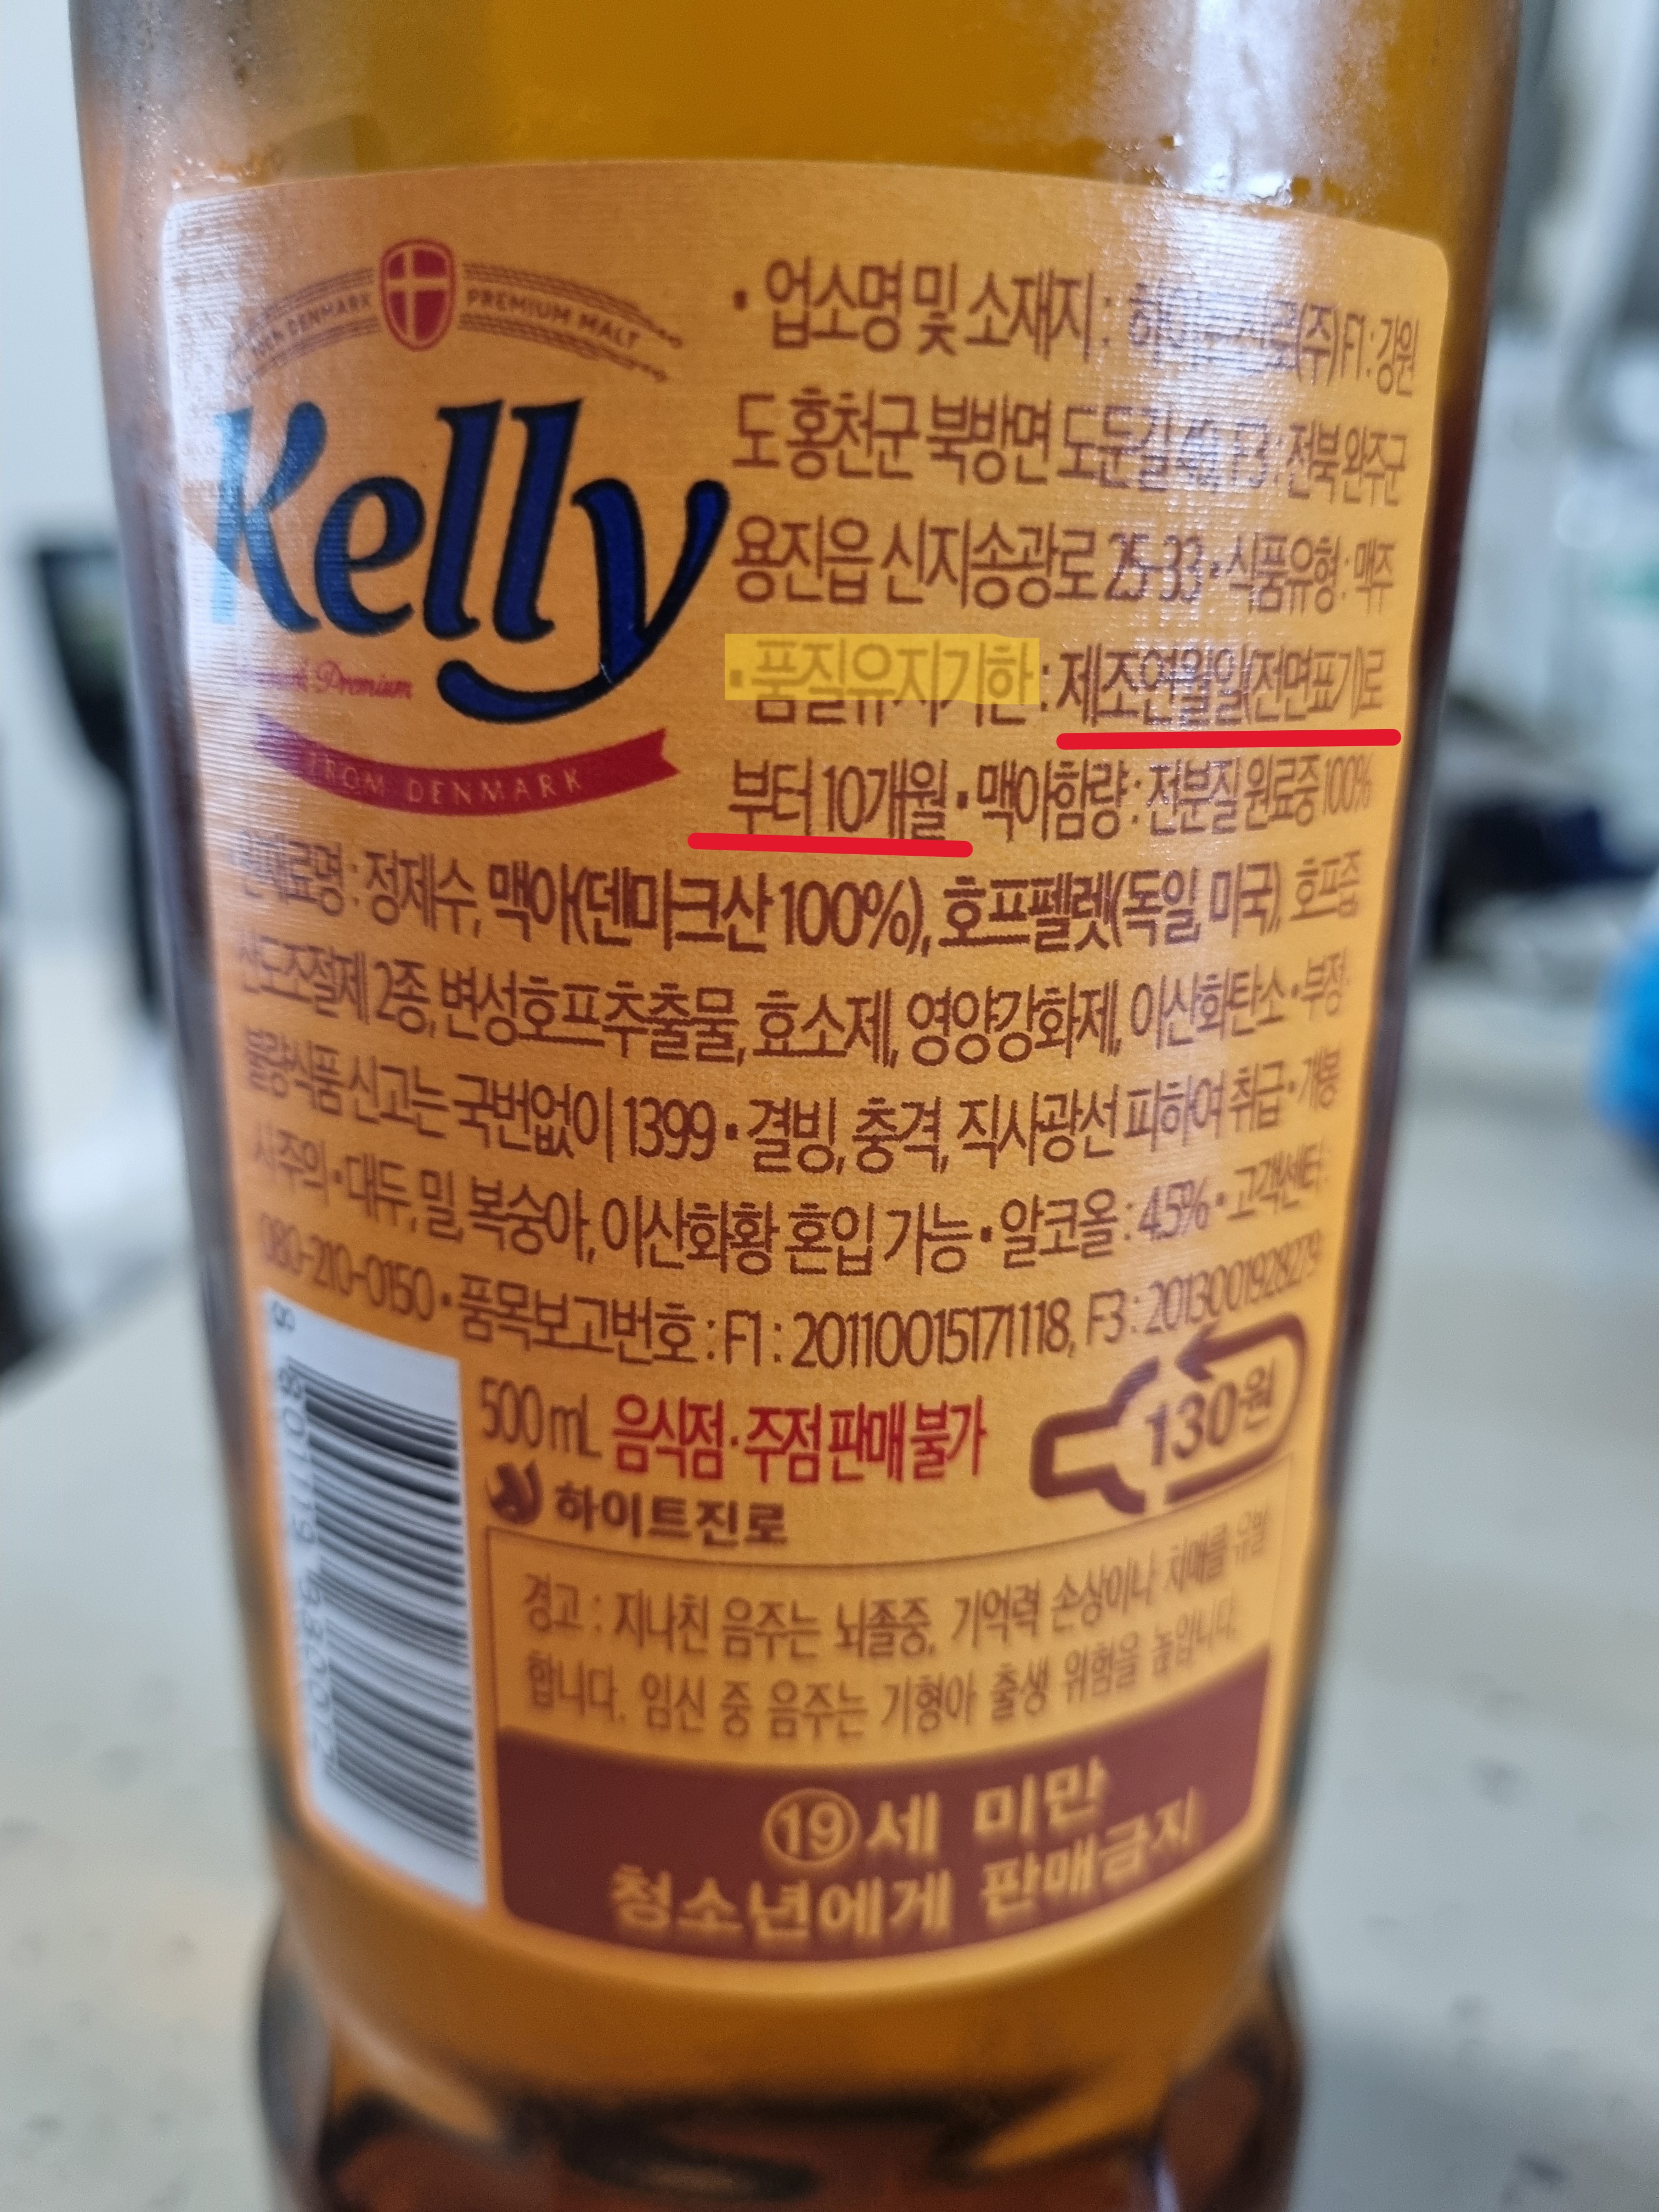 100% DENMARK PREMIUM MALT
Kelly
Premium
FROM DENMARK
• 업소명 및 소재지 : 하이트진로(주) F1 : 강원
도 홍천군 북방면 도둔길 49, F3 : 전북 완주군
용진읍 신지송광로 25-33 • 식품유형 : 맥주
• 품질유지기한 : 제조연월일(전면표기)로
부터 10개월 • 맥아함량 : 전분질 원료중 100%
• 원재료명 : 정제수, 맥아(덴마크산 100%), 호프펠렛(독일, 미국), 호프즙
산도조절제 2종, 변성호프추출물, 효소제, 영양강화제, 이산화탄소 • 부정·
불량식품 신고는 국번없이 1399 • 결빙, 충격, 직사광선 피하여 취급 • 개봉
시 주의 • 대두, 밀, 복숭아, 이산화황 혼입 가능 • 알코올 : 4.5% • 고객센터 :
080-210-0150 • 품목보고번호 : F1 : 20110015171118, F3 : 2013001928279
500 mL 음식점·주점 판매 불가
130원
하이트진로
경고 : 지나친 음주는 뇌졸중, 기억력 손상이나 치매를 유발
합니다. 임신 중 음주는 기형아 출생 위험을 높입니다.
19세 미만
청소년에게 판매금지